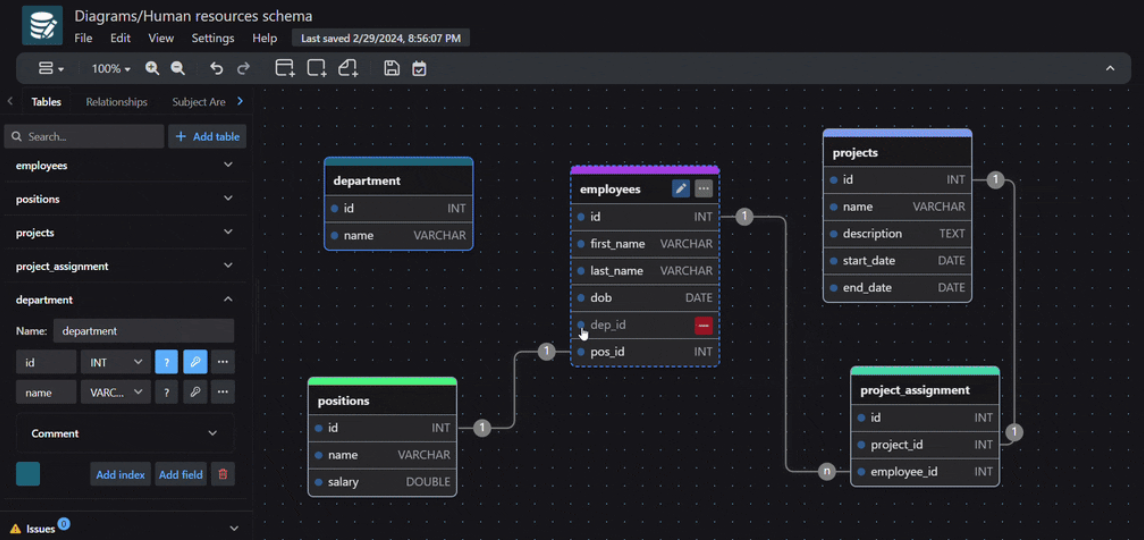 Diagrams/Human resources schema
File Edit View Settings Help Last saved 2/29/2024, 8:56:07 PM
100%
Tables Relationships Subject Are
Search... + Add table
employees
positions
projects
project_assignment
department
Name: department
id INT ?
name VARC... ?
Comment
Add index Add field
Issues 0
department
id INT
name VARCHAR
employees
id INT
first_name VARCHAR
last_name VARCHAR
dob DATE
dep_id
pos_id INT
1
1
positions
id INT
name VARCHAR
salary DOUBLE
1
projects
id INT
name VARCHAR
description TEXT
start_date DATE
end_date DATE
1
project_assignment
id INT
project_id INT
employee_id INT
1
n